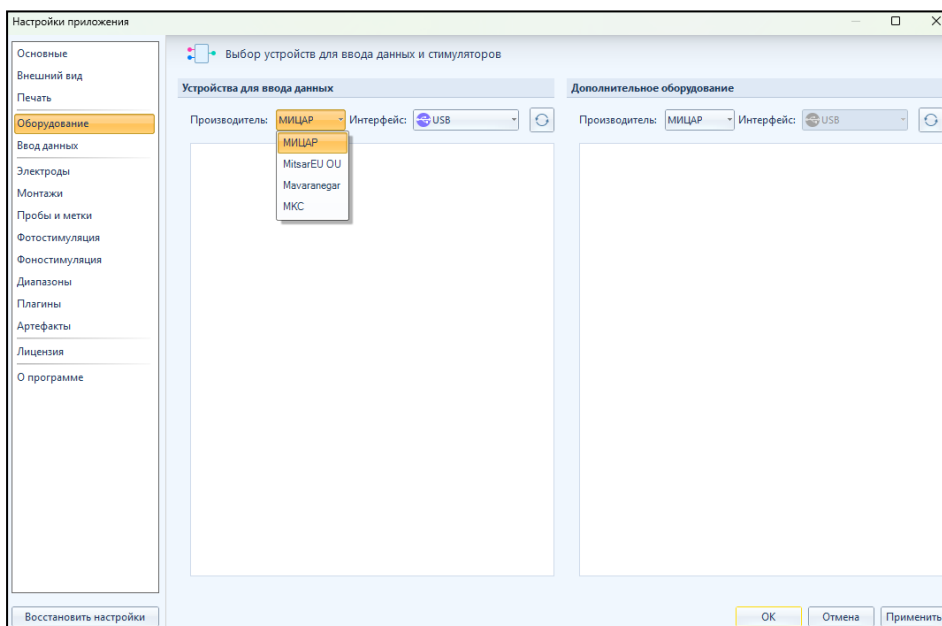 Настройки приложения
Основные
Внешний вид
Печать
Оборудование
Ввод данных
Электроды
Монтажи
Пробы и метки
Фотостимуляция
Фоностимуляция
Диапазоны
Плагины
Артефакты
Лицензия
О программе
Восстановить настройки
Выбор устройств для ввода данных и стимуляторов
Устройства для ввода данных
Производитель: МИЦАР Интерфейс: USB
МИЦАР
MitsarEU OU
Mavaranegar
МКС
Дополнительное оборудование
Производитель: МИЦАР Интерфейс: USB
ОК Отмена Применить